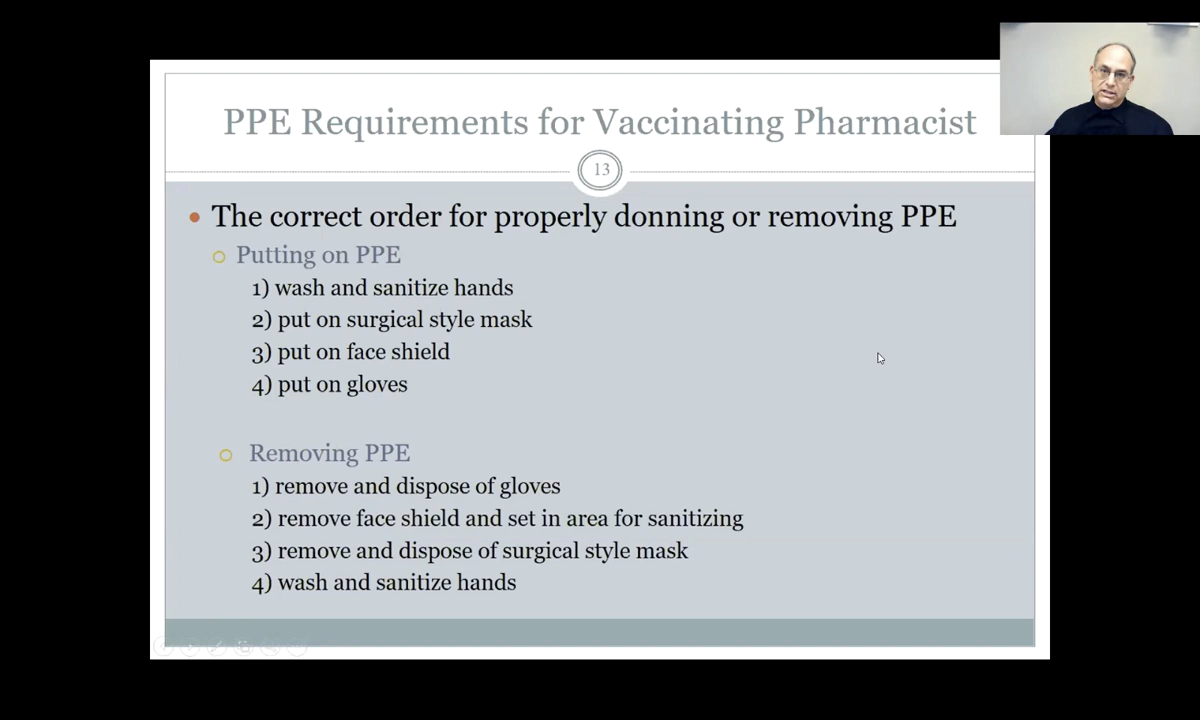 PPE Requirements for Vaccinating Pharmacist
13
The correct order for properly donning or removing PPE
Putting on PPE
1) wash and sanitize hands
2) put on surgical style mask
3) put on face shield
4) put on gloves
Removing PPE
1) remove and dispose of gloves
2) remove face shield and set in area for sanitizing
3) remove and dispose of surgical style mask
4) wash and sanitize hands